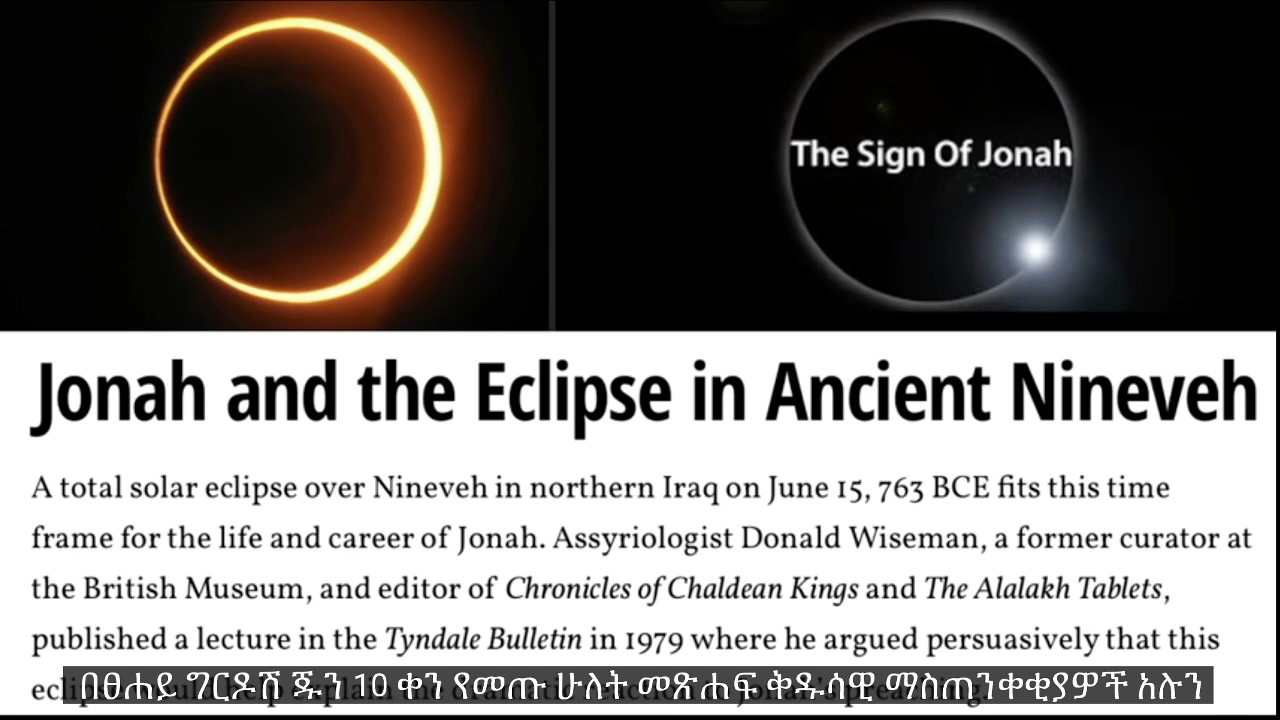 The Sign Of Jonah
Jonah and the Eclipse in Ancient Nineveh
A total solar eclipse over Nineveh in northern Iraq on June 15, 763 BCE fits this time
frame for the life and career of Jonah. Assyriologist Donald Wiseman, a former curator at
the British Museum, and editor of Chronicles of Chaldean Kings and The Alalakh Tablets,
published a lecture in the Tyndale Bulletin in 1979 where he argued persuasively that this
በፀሐይ ግርዶሽ ጁን 10 ቀን የመጡ ሁለት መጽሐፍ ቅዱሳዊ ማስጠንቀቂያዎች አሉን